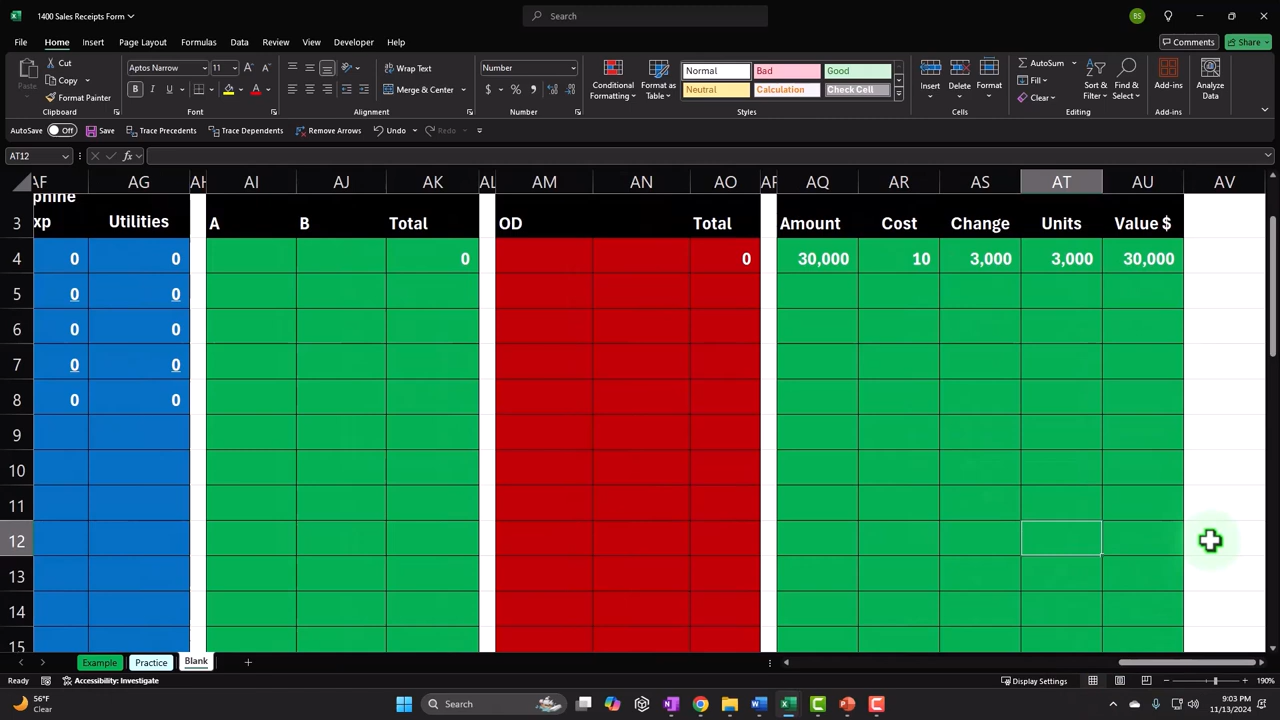 1400 Sales Receipts Form
Search
BS
File Home Insert Page Layout Formulas Data Review View Developer Automate Help
Comments
Share
Paste
Cut
Copy
Format Painter
Clipboard
Aptos Narrow 11
Font
Wrap Text
Merge & Center
Alignment
Number
Number
Conditional Formatting
Format as Table
Normal Bad Good
Neutral Calculation Check Cell
Styles
Insert Delete Format
Cells
AutoSum
Fill
Clear
Sort & Filter
Find & Select
Editing
Add-ins
Add-ins
Analyze Data
AutoSave Off Save Trace Precedents Trace Dependents Remove Arrows Undo Redo
AT12 fx
AF AG AH AI AJ AK AL AM AN AO AP AQ AR AS AT AU AV
phine
3 xp Utilities A B Total OD Total Amount Cost Change Units Value $
4 0 0 0 0 30,000 10 3,000 3,000 30,000
5 0 0
6 0 0
7 0 0
8 0 0
9
10
11
12
13
14
15
Example Practice Blank
Ready Accessibility: Investigate Display Settings 190%
56°F
Clear
Search
9:03 PM
11/13/2024